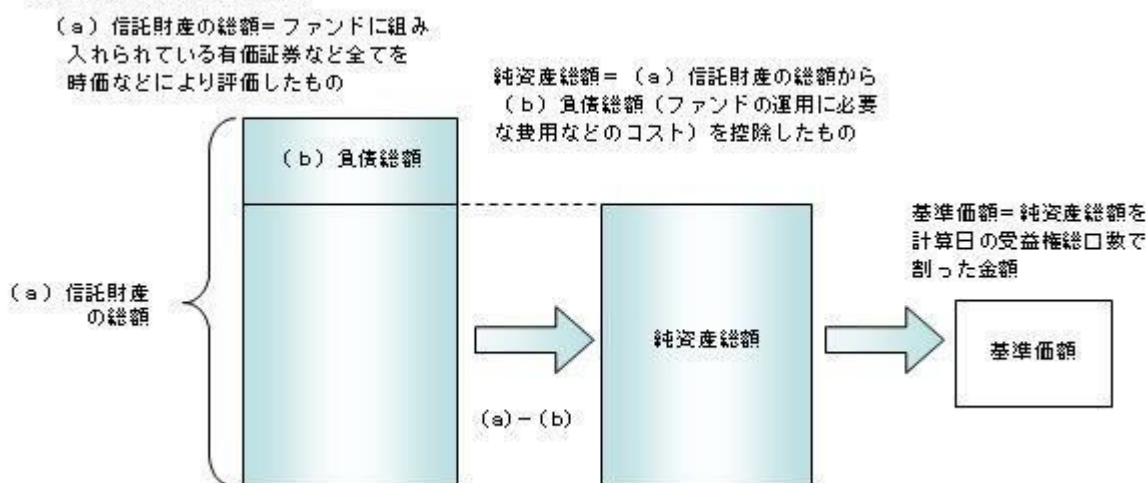 (a)信託財産の総額=ファンドに組み
入れられている有価証券など全てを
時価などにより評価したもの
純資産総額=(a)信託財産の総額から
(b)負債総額(ファンドの運用に必要
な費用などのコスト)を控除したもの
(b)負債総額
基準価額=純資産総額を
計算日の受益権総口数で
割った金額
(a)信託財産
の総額
純資産総額
基準価額
(a)-(b)